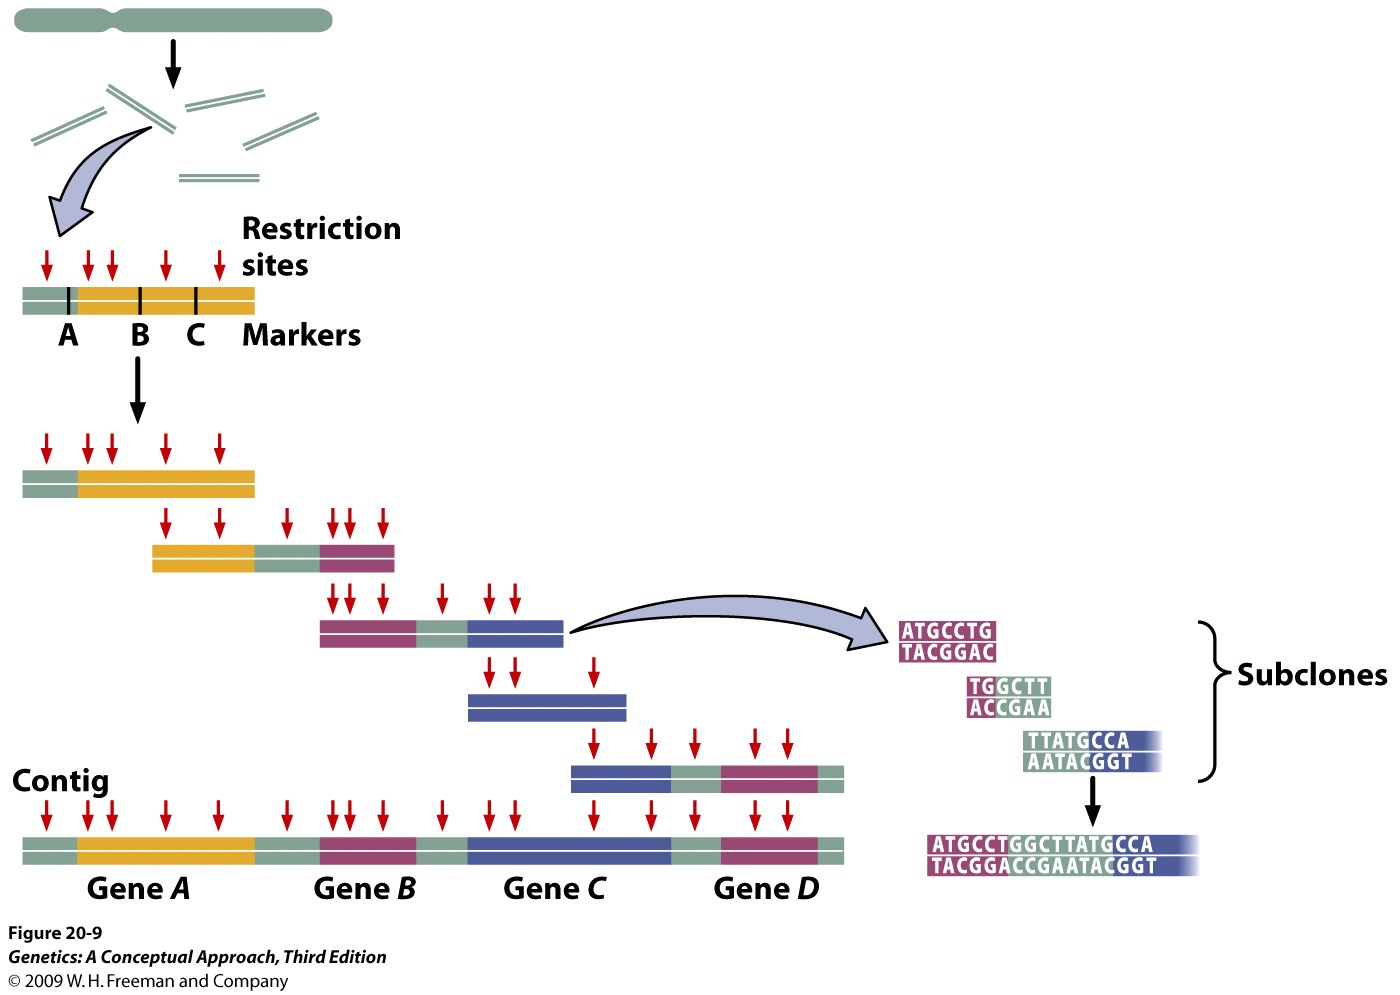 Restriction
sites
A B C Markers
ATGCCTG
TACGGAC
TGGCTT
ACCGAA
TTATGCCA
AATACGGT
Subclones
Contig
ATGCCTGGCTTATGCCA
TACGGACCGAATACGGT
Gene A Gene B Gene C Gene D
Figure 20-9
Genetics: A Conceptual Approach, Third Edition
© 2009 W. H. Freeman and Company